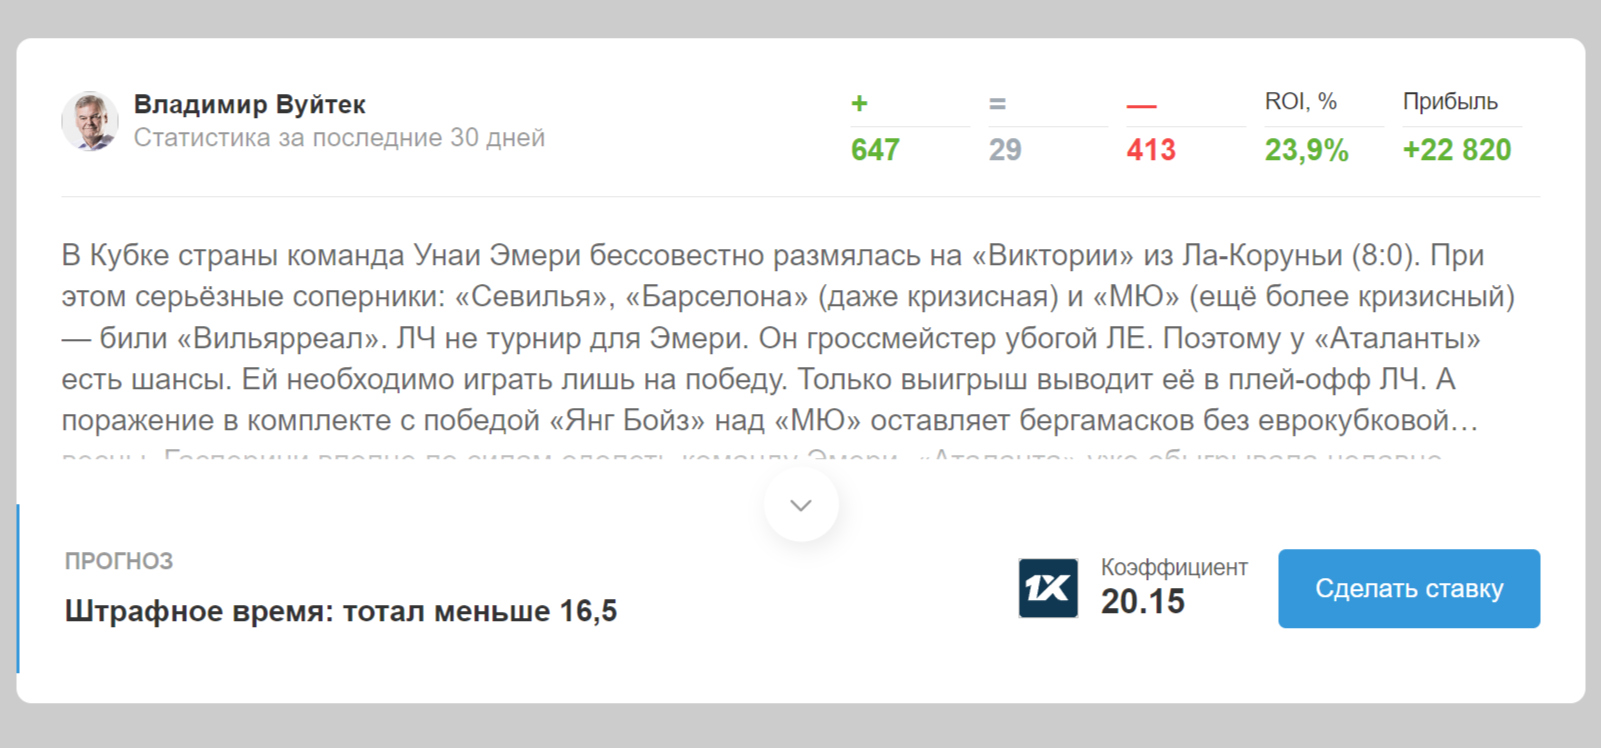 Владимир Вуйтек
Статистика за последние 30 дней
+ = — ROI, % Прибыль
647 29 413 23,9% +22 820
В Кубке страны команда Унаи Эмери бессовестно размялась на «Виктории» из Ла-Коруньи (8:0). При
этом серьёзные соперники: «Севилья», «Барселона» (даже кризисная) и «МЮ» (ещё более кризисный)
— били «Вильярреал». ЛЧ не турнир для Эмери. Он гроссмейстер убогой ЛЕ. Поэтому у «Аталанты»
есть шансы. Ей необходимо играть лишь на победу. Только выигрыш выводит её в плей-офф ЛЧ. А
поражение в комплекте с победой «Янг Бойз» над «МЮ» оставляет бергамасков без еврокубковой…
ПРОГНОЗ
Штрафное время: тотал меньше 16,5
1X
Коэффициент
20.15
Сделать ставку